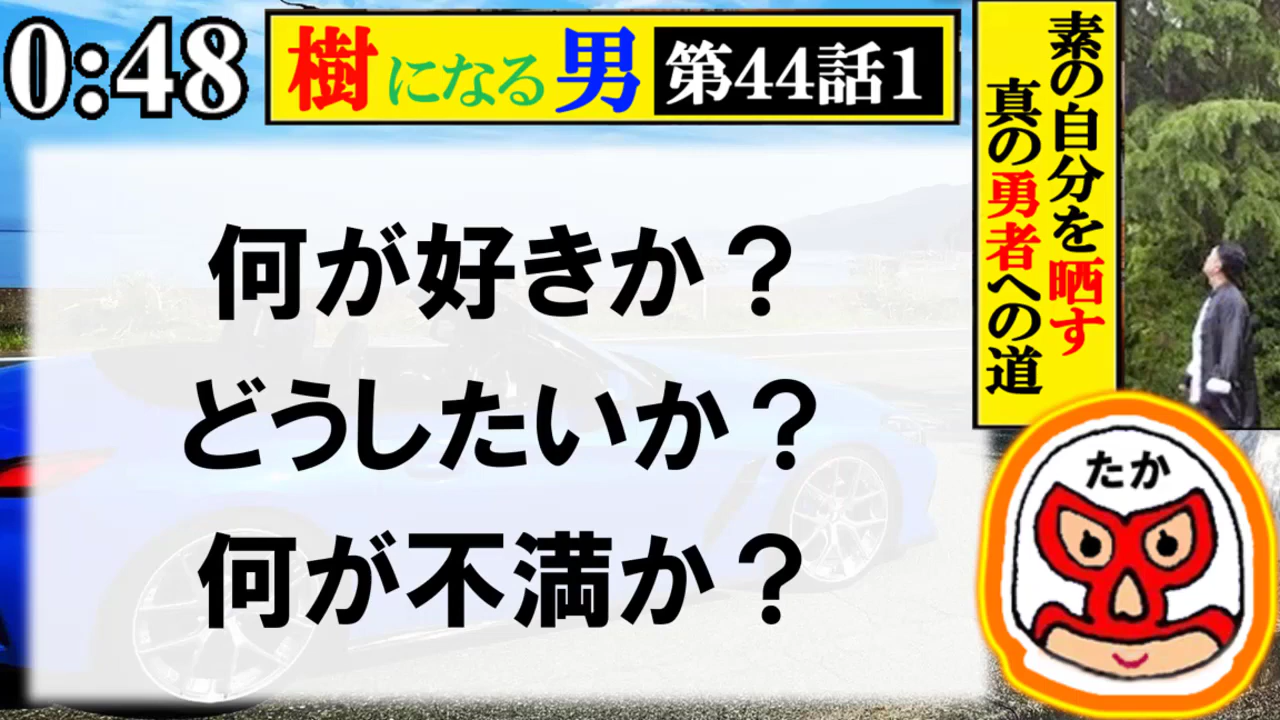 0:48
樹になる男 第44話1
素の自分を晒す
真の勇者への道
何が好きか？
どうしたいか？
何が不満か？
たか